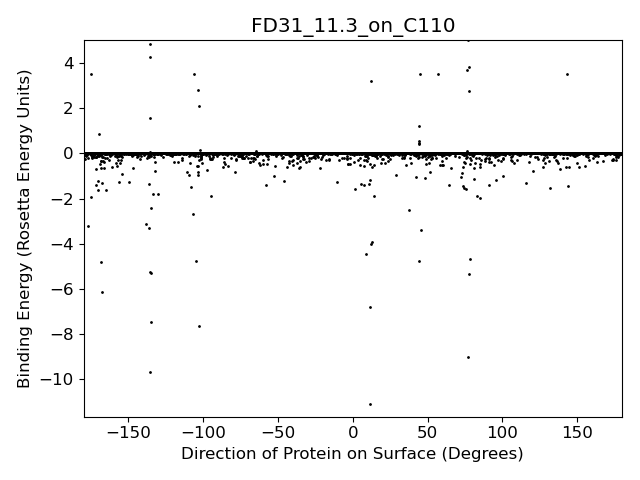 FD31_11.3_on_C110
Binding Energy (Rosetta Energy Units)
4
2
0
−2
−4
−6
−8
−10
−150 −100 −50 0 50 100 150
Direction of Protein on Surface (Degrees)